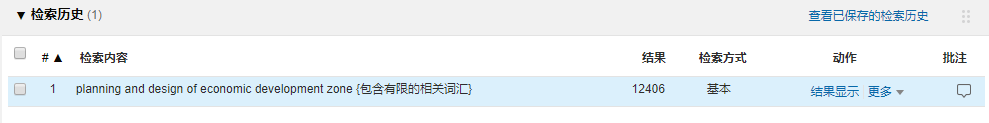 ▼ 检索历史 (1) 查看已保存的检索历史
# ▲ 检索内容 结果 检索方式 动作 批注
1 planning and design of economic development zone {包含有限的相关词汇} 12406 基本 结果显示 更多